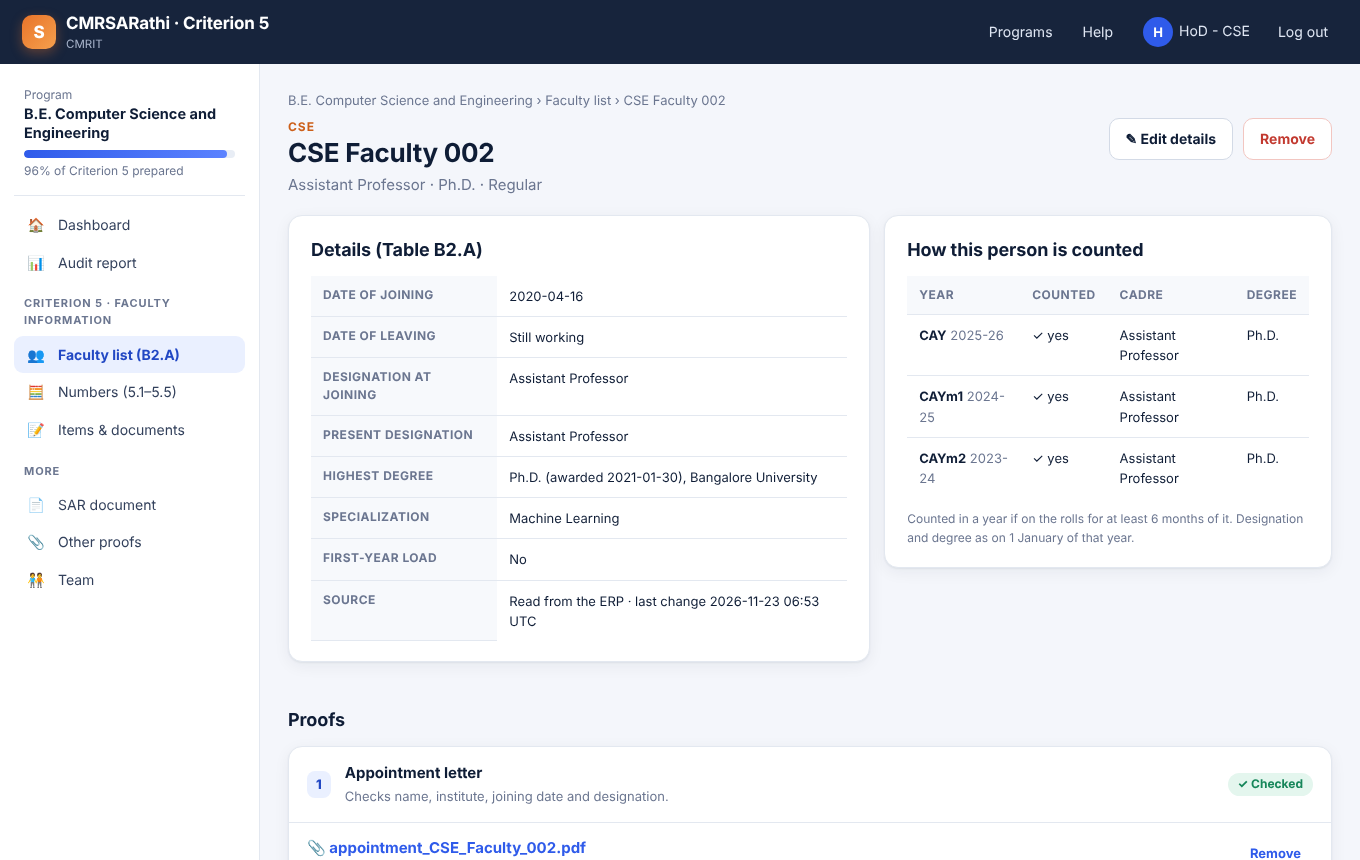 S
CMRSARathi · Criterion 5
CMRIT
Programs
Help
H
HoD - CSE
Log out
Program
B.E. Computer Science and
Engineering
96% of Criterion 5 prepared
Dashboard
Audit report
CRITERION 5 · FACULTY
INFORMATION
Faculty list (B2.A)
Numbers (5.1–5.5)
Items & documents
MORE
SAR document
Other proofs
Team
B.E. Computer Science and Engineering › Faculty list › CSE Faculty 002
CSE
CSE Faculty 002
Assistant Professor · Ph.D. · Regular
✎ Edit details
Remove
Details (Table B2.A)
DATE OF JOINING
2020-04-16
DATE OF LEAVING
Still working
DESIGNATION AT
JOINING
Assistant Professor
PRESENT DESIGNATION
Assistant Professor
HIGHEST DEGREE
Ph.D. (awarded 2021-01-30), Bangalore University
SPECIALIZATION
Machine Learning
FIRST-YEAR LOAD
No
SOURCE
Read from the ERP · last change 2026-11-23 06:53
UTC
How this person is counted
YEAR COUNTED CADRE DEGREE
CAY 2025-26 ✓ yes Assistant Ph.D.
Professor
CAYm1 2024- ✓ yes Assistant Ph.D.
25 Professor
CAYm2 2023- ✓ yes Assistant Ph.D.
24 Professor
Counted in a year if on the rolls for at least 6 months of it. Designation
and degree as on 1 January of that year.
Proofs
1
Appointment letter
Checks name, institute, joining date and designation.
✓ Checked
appointment_CSE_Faculty_002.pdf
Remove